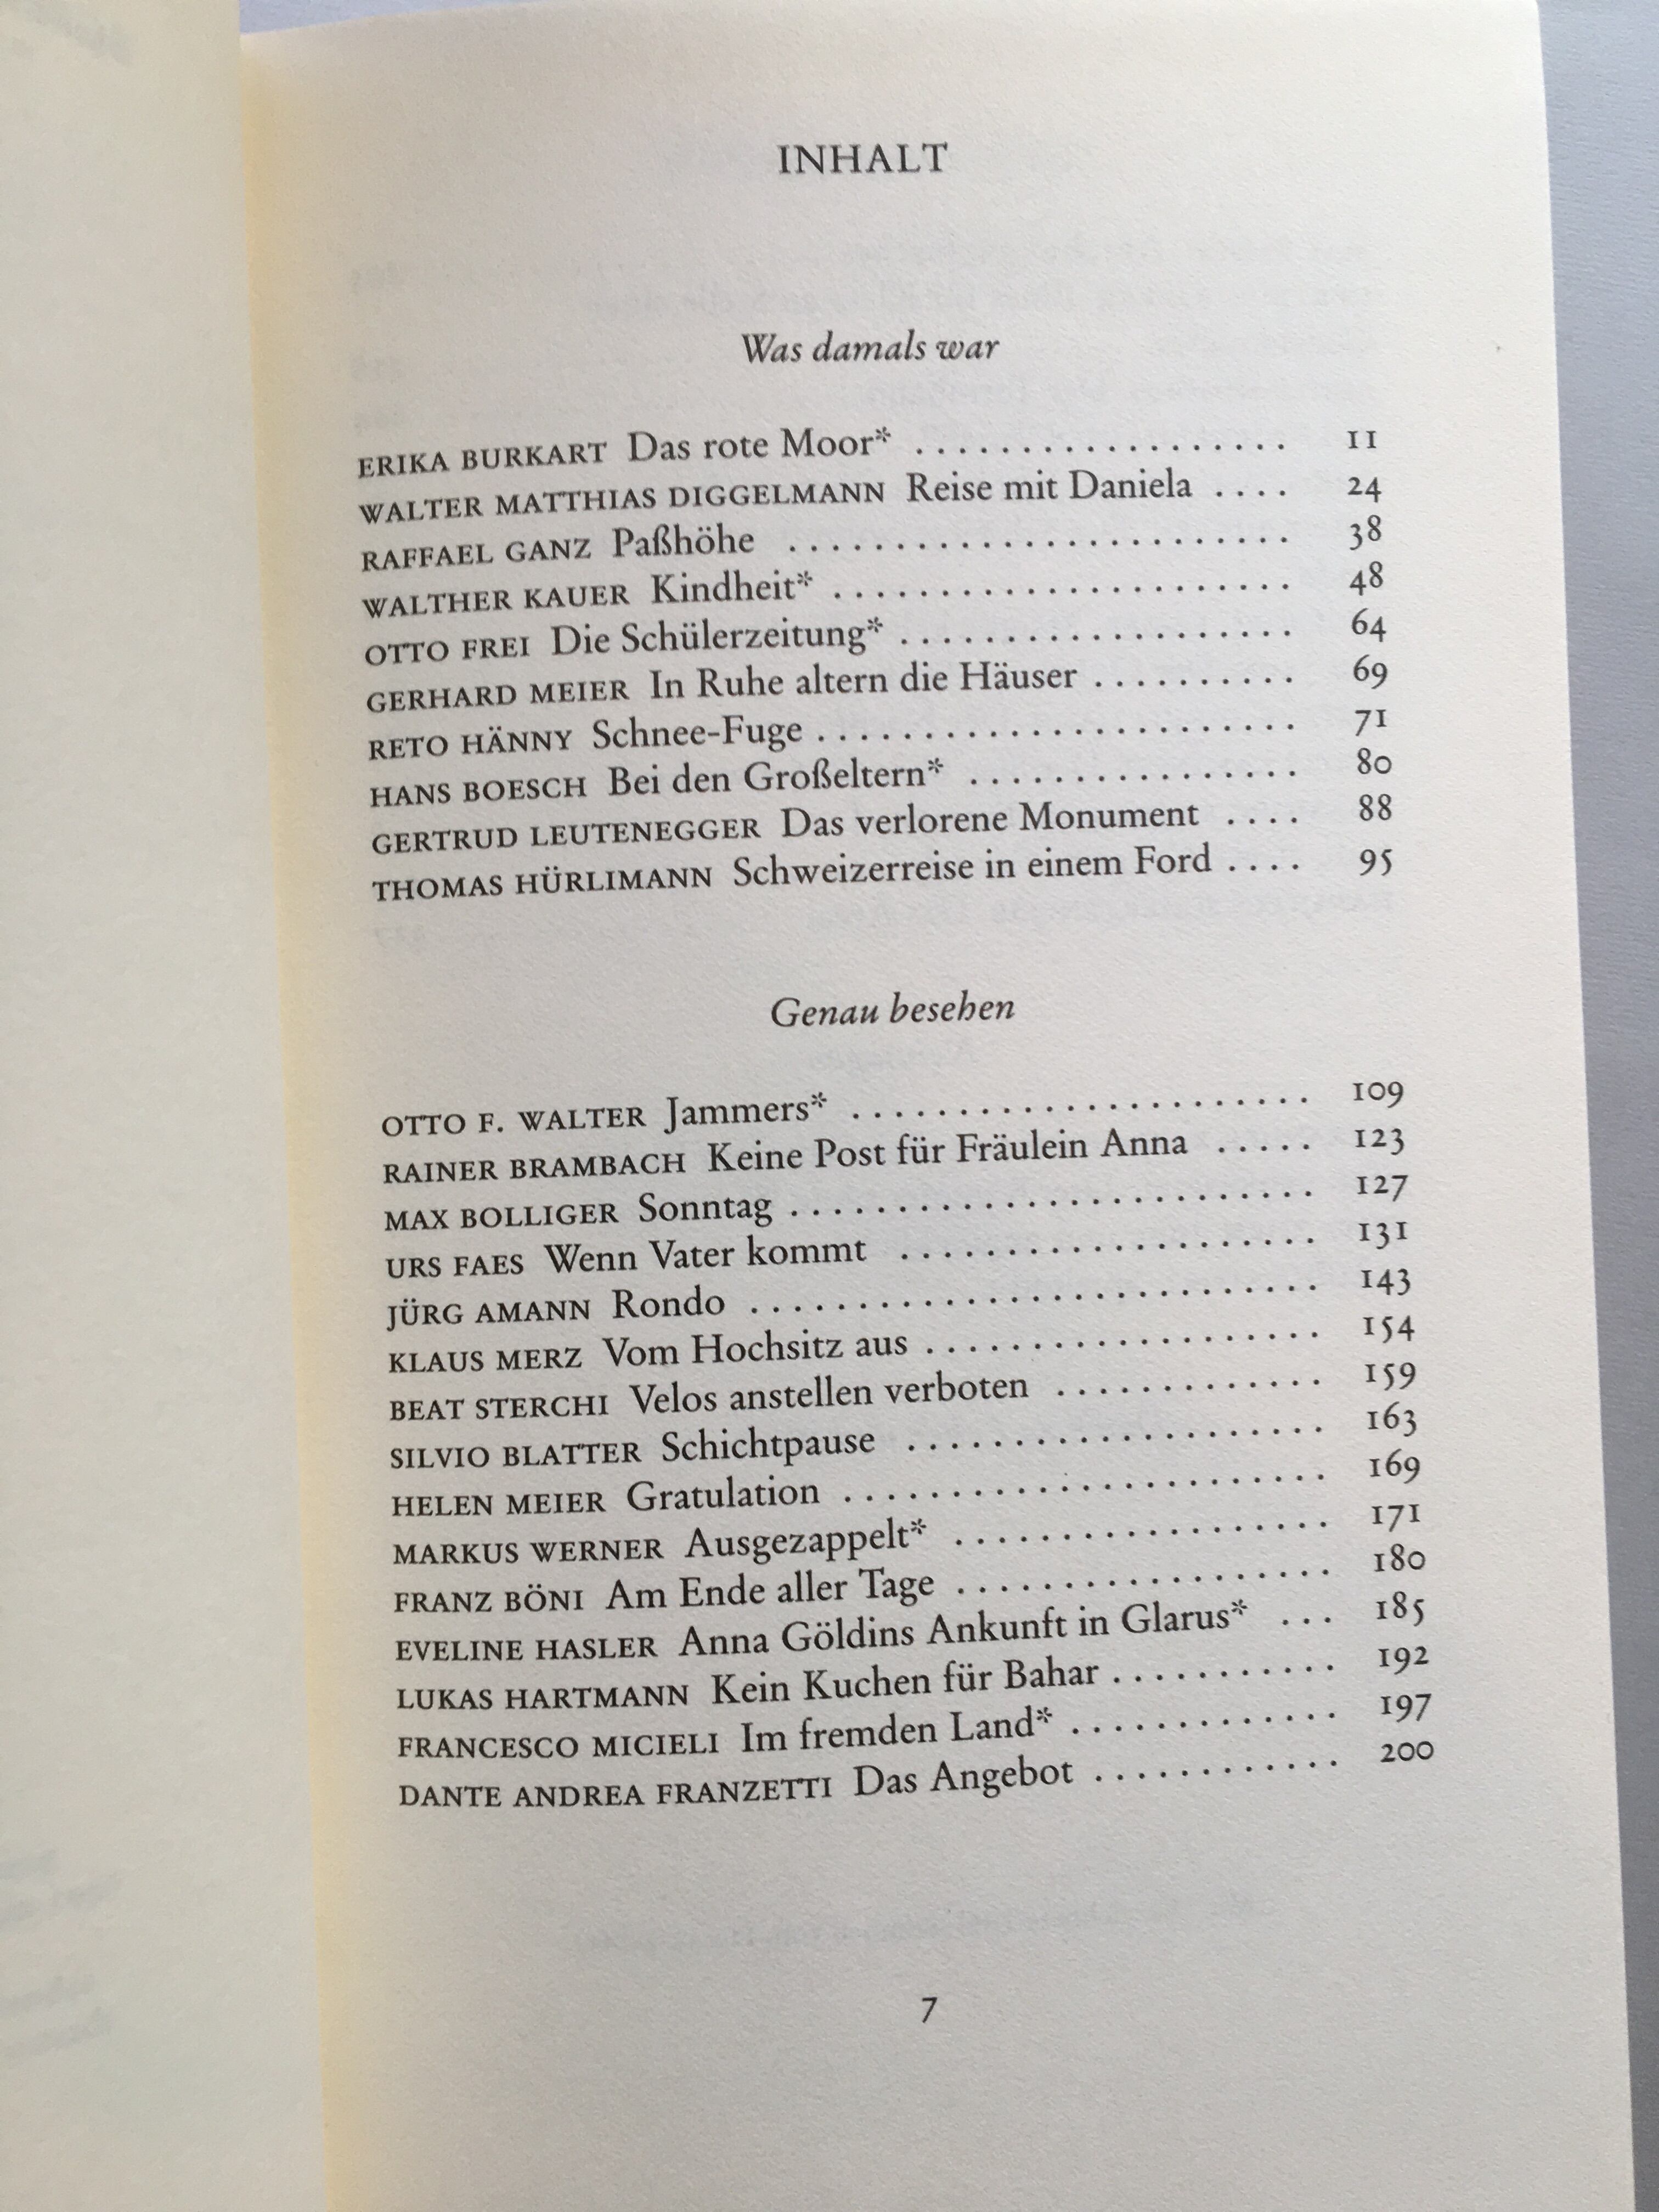 INHALT
Was damals war
ERIKA BURKART Das rote Moor* . . . . . . . . . . . . . . . . . . 11
WALTER MATTHIAS DIGGELMANN Reise mit Daniela . . . . 24
RAFFAEL GANZ Paßhöhe . . . . . . . . . . . . . . . . . . . . . . . . 38
WALTHER KAUER Kindheit* . . . . . . . . . . . . . . . . . . . . . . 48
OTTO FREI Die Schülerzeitung* . . . . . . . . . . . . . . . . . . . 64
GERHARD MEIER In Ruhe altern die Häuser . . . . . . . . . . 69
RETO HÄNNY Schnee-Fuge . . . . . . . . . . . . . . . . . . . . . . . 71
HANS BOESCH Bei den Großeltern* . . . . . . . . . . . . . . . . 80
GERTRUD LEUTENEGGER Das verlorene Monument . . . . 88
THOMAS HÜRLIMANN Schweizerreise in einem Ford . . . . 95
Genau besehen
OTTO F. WALTER Jammers* . . . . . . . . . . . . . . . . . . . . . . 109
RAINER BRAMBACH Keine Post für Fräulein Anna . . . . . 123
MAX BOLLIGER Sonntag . . . . . . . . . . . . . . . . . . . . . . . . . 127
URS FAES Wenn Vater kommt . . . . . . . . . . . . . . . . . . . . 131
JÜRG AMANN Rondo . . . . . . . . . . . . . . . . . . . . . . . . . . . 143
KLAUS MERZ Vom Hochsitz aus . . . . . . . . . . . . . . . . . . . 154
BEAT STERCHI Velos anstellen verboten . . . . . . . . . . . . . 159
SILVIO BLATTER Schichtpause . . . . . . . . . . . . . . . . . . . . 163
HELEN MEIER Gratulation . . . . . . . . . . . . . . . . . . . . . . . 169
MARKUS WERNER Ausgezappelt* . . . . . . . . . . . . . . . . . . 171
FRANZ BÖNI Am Ende aller Tage . . . . . . . . . . . . . . . . . . 180
EVELINE HASLER Anna Göldins Ankunft in Glarus* . . . 185
LUKAS HARTMANN Kein Kuchen für Bahar . . . . . . . . . . . 192
FRANCESCO MICIELI Im fremden Land* . . . . . . . . . . . . . 197
DANTE ANDREA FRANZETTI Das Angebot . . . . . . . . . . . . 200
7